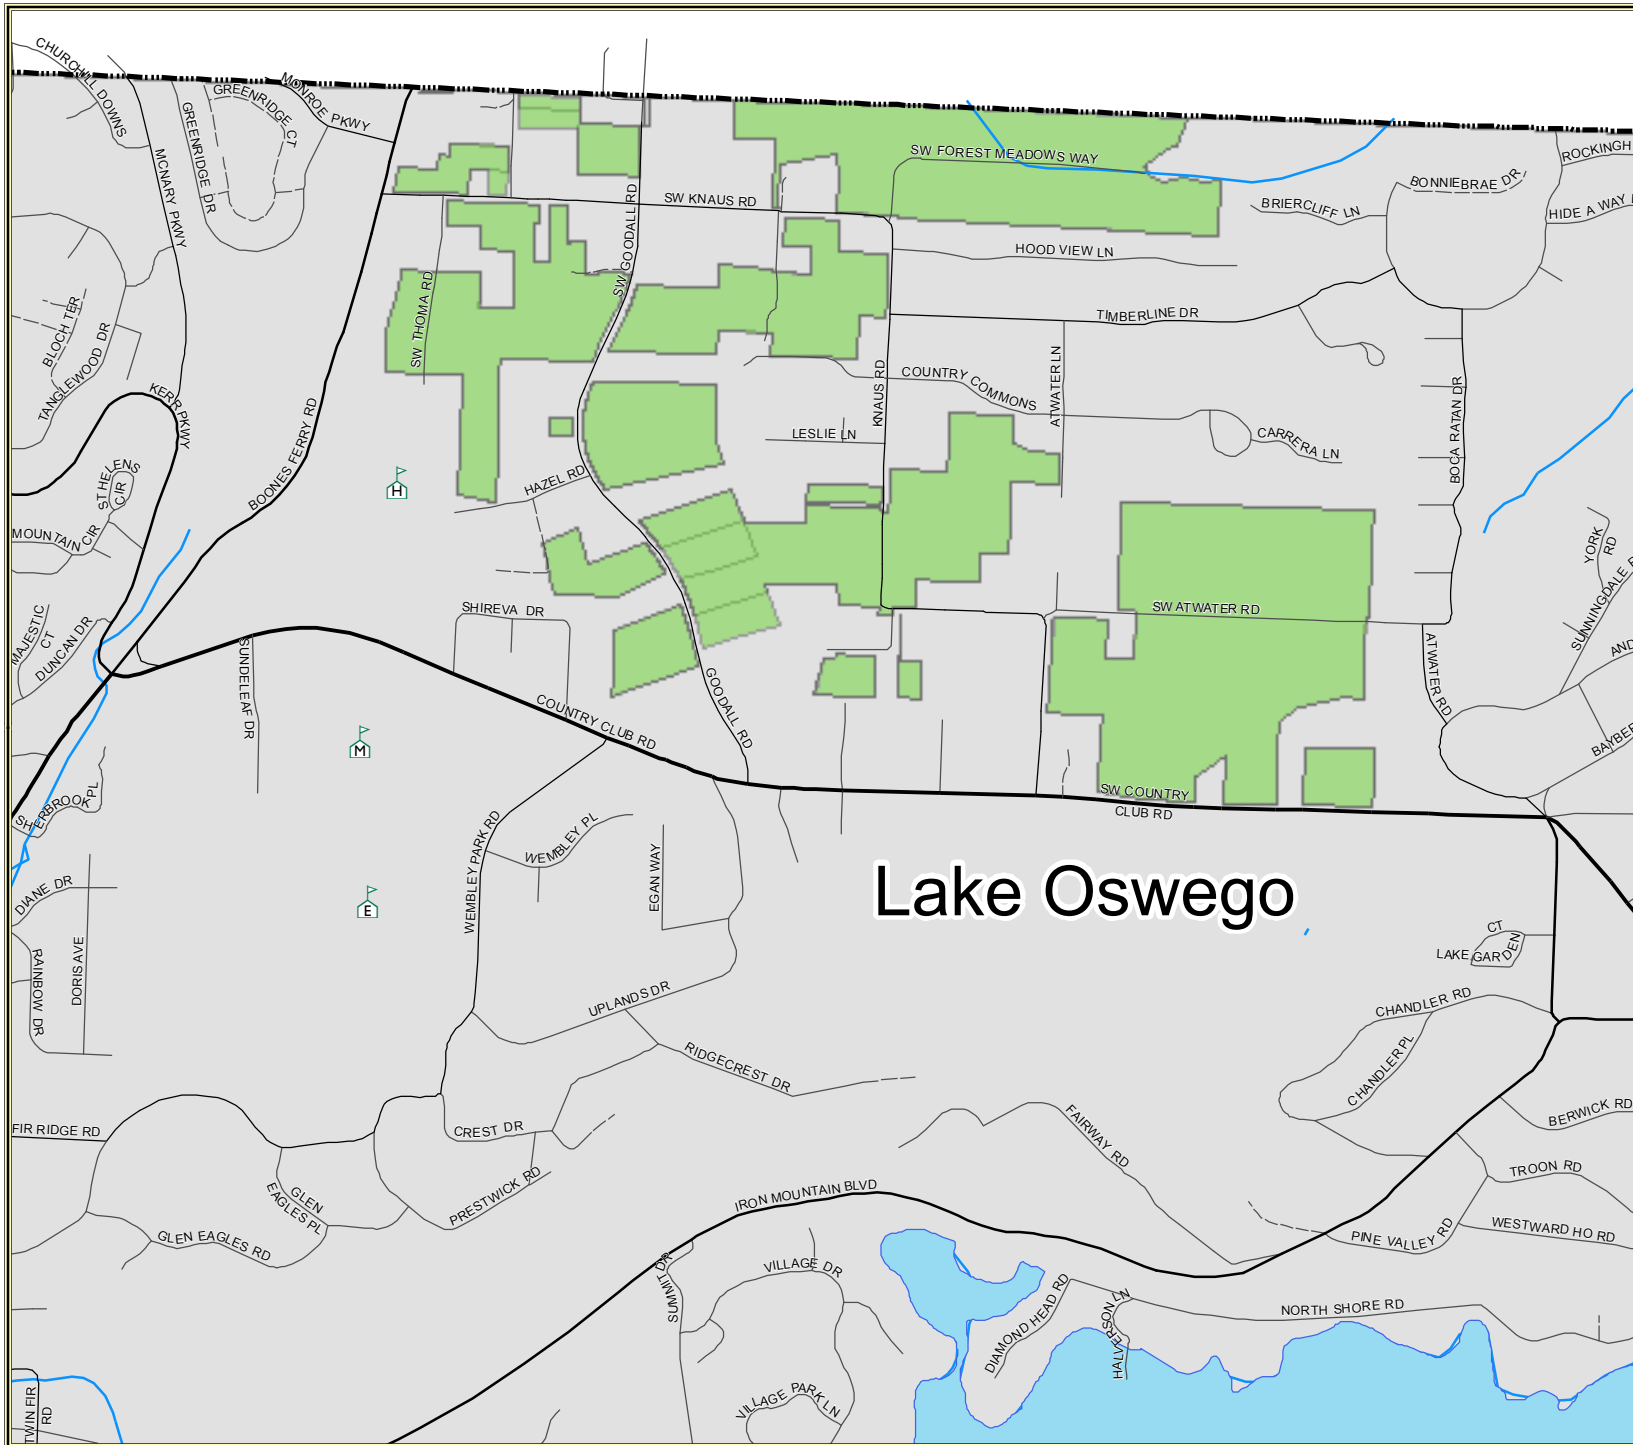 CHURCHILL DOWNS
MONROE PKWY
GREENRIDGE CT
GREENRIDGE DR
MCNARY PKWY
SW FOREST MEADOWS WAY
ROCKINGH
BONNIEBRAE DR
BRIERCLIFF LN
HIDE A WAY
SW KNAUS RD
SW GOODALL RD
HOOD VIEW LN
SW THOMA RD
BLOCH TER
TANGLEWOOD DR
TIMBERLINE DR
KERR PKWY
BOONES FERRY RD
KNAUS RD
COUNTRY COMMONS
ATWATER LN
BOCA RATAN DR
LESLIE LN
CARRERA LN
ST HELENS
CIR
H
HAZEL RD
MOUNTAIN CIR
YORK
RD
SUNNINGDALE R
SHIREVA DR
SW ATWATER RD
MAJESTIC
CT
DUNCAN DR
SUNDELEAF DR
GOODALL RD
ATWATER RD
AND
COUNTRY CLUB RD
M
BAYBER
SHERBROOK PL
SW COUNTRY
CLUB RD
WEMBLEY PARK RD
WEMBLEY PL
EGAN WAY
Lake Oswego
E
DIANE DR
DORIS AVE
RAINBOW DR
CT
LAKE GARDEN
UPLANDS DR
CHANDLER RD
CHANDLER PL
RIDGECREST DR
FIR RIDGE RD
CREST DR
FAIRWAY RD
BERWICK RD
GLEN
EAGLES PL
PRESTWICK RD
TROON RD
IRON MOUNTAIN BLVD
GLEN EAGLES RD
PINE VALLEY RD
WESTWARD HO RD
SUMMIT DR
VILLAGE DR
DIAMOND HEAD RD
HALVERSON LN
NORTH SHORE RD
VILLAGE PARK LN
TWIN FIR
RD